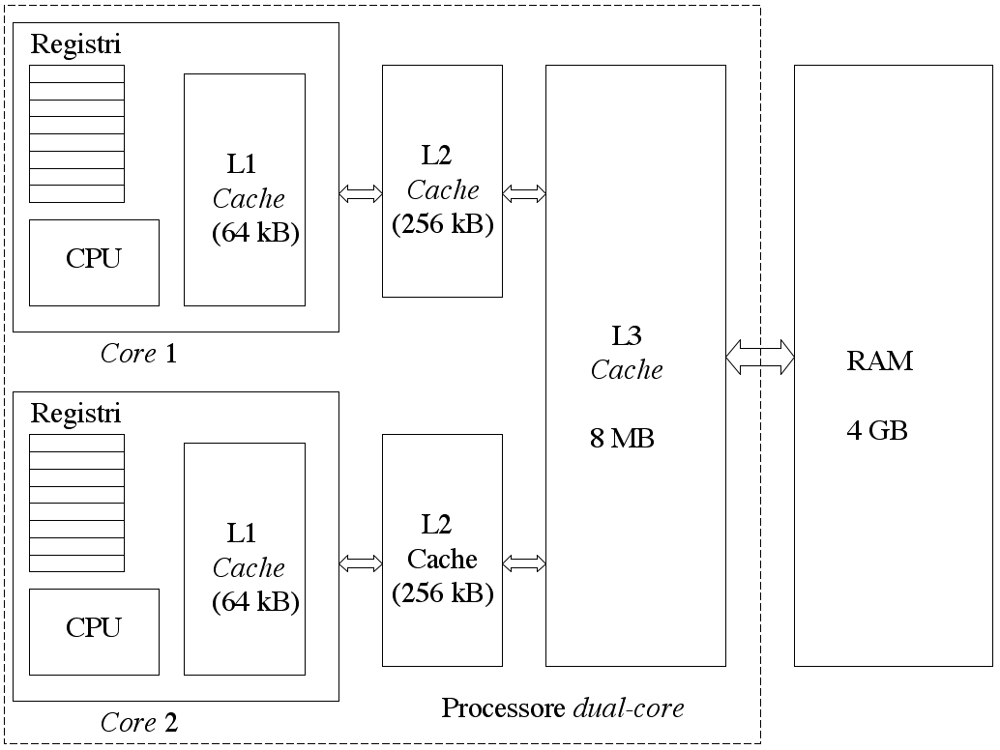 Registri
L1
Cache
(64 kB)
CPU
Core 1
L2
Cache
(256 kB)
Registri
L1
Cache
(64 kB)
CPU
Core 2
L2
Cache
(256 kB)
L3
Cache
8 MB
Processore dual-core
RAM
4 GB